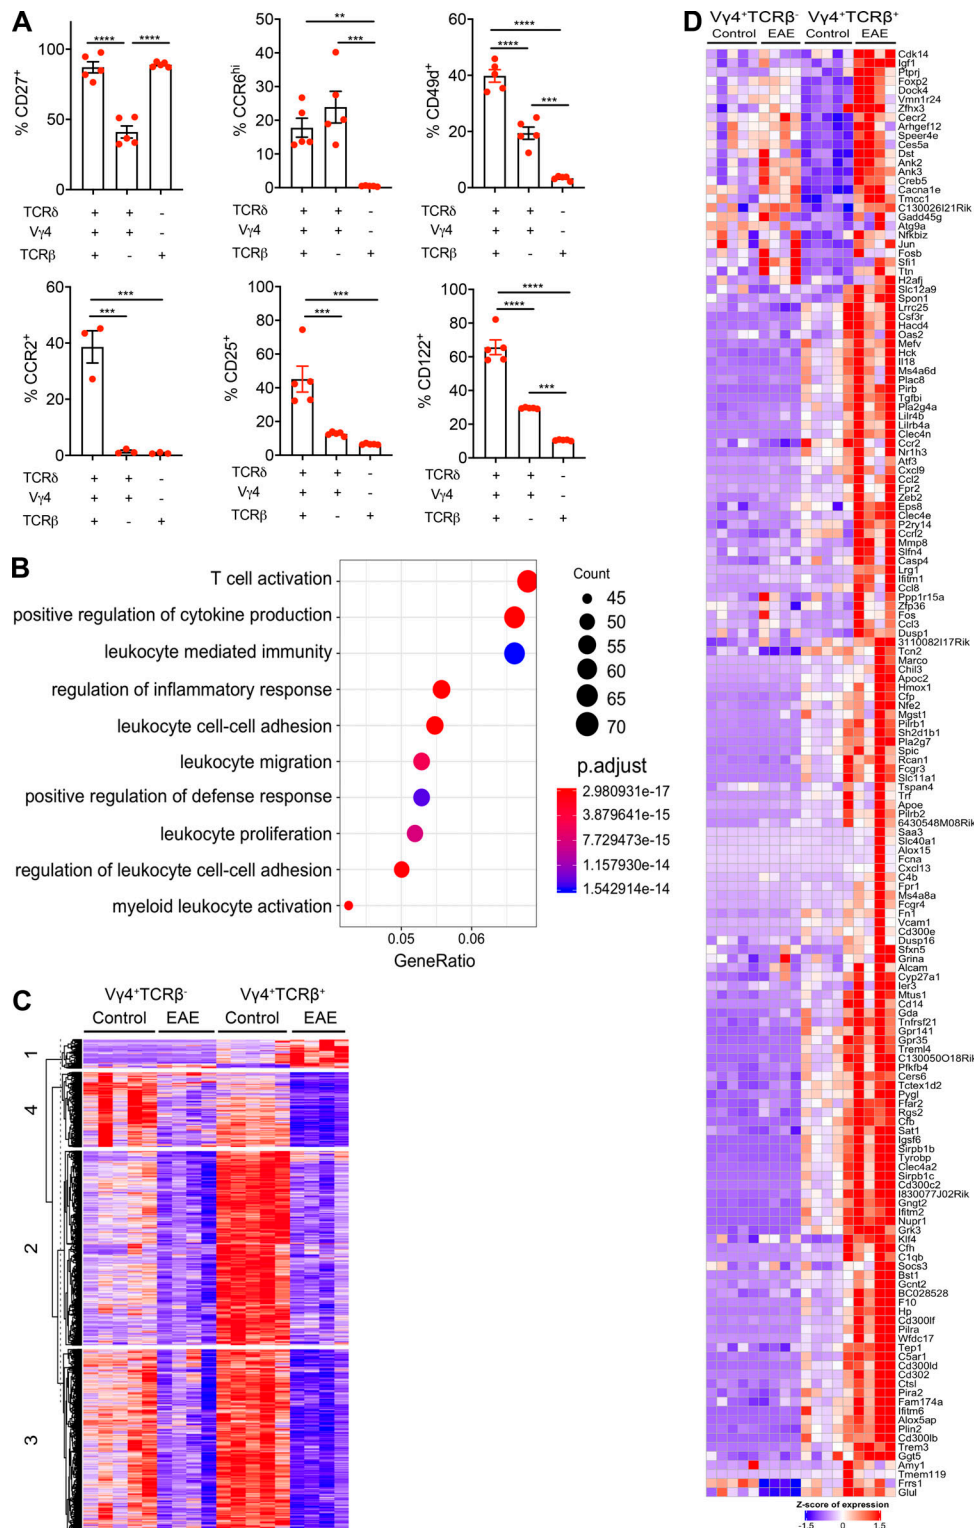 A
% CD27+
100
50
0
****
****
% CCR6hi
50
40
30
20
10
0
**
***
% CD49d+
60
40
20
0
****
****
***
TCRδ + + -
Vγ4 + + -
TCRβ + - +
TCRδ + + -
Vγ4 + + -
TCRβ + - +
TCRδ + + -
Vγ4 + + -
TCRβ + - +
% CCR2+
60
40
20
0
***
***
% CD25+
100
80
60
40
20
0
***
***
% CD122+
100
80
60
40
20
0
****
****
***
TCRδ + + -
Vγ4 + + -
TCRβ + - +
TCRδ + + -
Vγ4 + + -
TCRβ + - +
TCRδ + + -
Vγ4 + + -
TCRβ + - +
B
T cell activation
positive regulation of cytokine production
leukocyte mediated immunity
regulation of inflammatory response
leukocyte cell-cell adhesion
leukocyte migration
positive regulation of defense response
leukocyte proliferation
regulation of leukocyte cell-cell adhesion
myeloid leukocyte activation
0.05 0.06
GeneRatio
Count
45
50
55
60
65
70
p.adjust
2.980931e-17
3.879641e-15
7.729473e-15
1.157930e-14
1.542914e-14
C
Vγ4+TCRβ- Vγ4+TCRβ+
Control EAE Control EAE
1
4
2
3
D
Vγ4+TCRβ- Vγ4+TCRβ+
Control EAE Control EAE
Cdk14
Igf1
Ptprj
Foxp2
Dock4
Vmn1r24
Zfhx3
Cecr2
Arhgef12
Speer4e
Ces5a
Dst
Ank2
Ank3
Creb5
Cacna1e
Tmcc1
C130026I21Rik
Gadd45g
Atg9a
Nfkbiz
Jun
Fosb
Sfi1
Ttn
H2afj
Slc12a9
Spon1
Lrrc25
Csf3r
Hacd4
Oas2
Mefv
Hck
Il18
Ms4a6d
Plac8
Pirb
Tgfbi
Pla2g4a
Lilr4b
Lilrb4a
Clec4n
Ccr2
Nr1h3
Atf3
Cxcl9
Ccl2
Fpr2
Zeb2
Eps8
Clec4e
P2ry14
Ccrl2
Mmp8
Slfn4
Casp4
Lrg1
Ifitm1
Ccl8
Ppp1r15a
Zfp36
Fos
Ccl3
Dusp1
3110082I17Rik
Tcn2
Marco
Chil3
Apoc2
Hmox1
Cfp
Nfe2
Mgst1
Pilrb1
Sh2d1b1
Pla2g7
Spic
Rcan1
Fcgr3
Slc11a1
Tspan4
Trf
Apoe
Pilrb2
6430548M08Rik
Saa3
Slc40a1
Alox15
Fcna
Cxcl13
C4b
Fpr1
Ms4a8a
Fcgr4
Fn1
Vcam1
Cd300e
Dusp16
Sfxn5
Grina
Alcam
Cyp27a1
Ier3
Mtus1
Cd14
Gda
Tnfrsf21
Gpr141
Gpr35
Treml4
C130050O18Rik
Pfkfb4
Cers6
Tctex1d2
Pygl
Ffar2
Rgs2
Cfb
Sat1
Igsf6
Sirpb1b
Tyrobp
Clec4a2
Sirpb1c
Cd300c2
I830077J02Rik
Gngt2
Ifitm2
Nupr1
Grk3
Klf4
Cfh
C1qb
Socs3
Bst1
Gcnt2
BC028528
F10
Hp
Cd300lf
Pilra
Wfdc17
Tep1
C5ar1
Cd300ld
Cd302
Ctsl
Pira2
Fam174a
Ifitm6
Alox5ap
Plin2
Cd300lb
Trem3
Ggt5
Amy1
Tmem119
Frrs1
Glul
Z-score of expression
-1.5 0 1.5